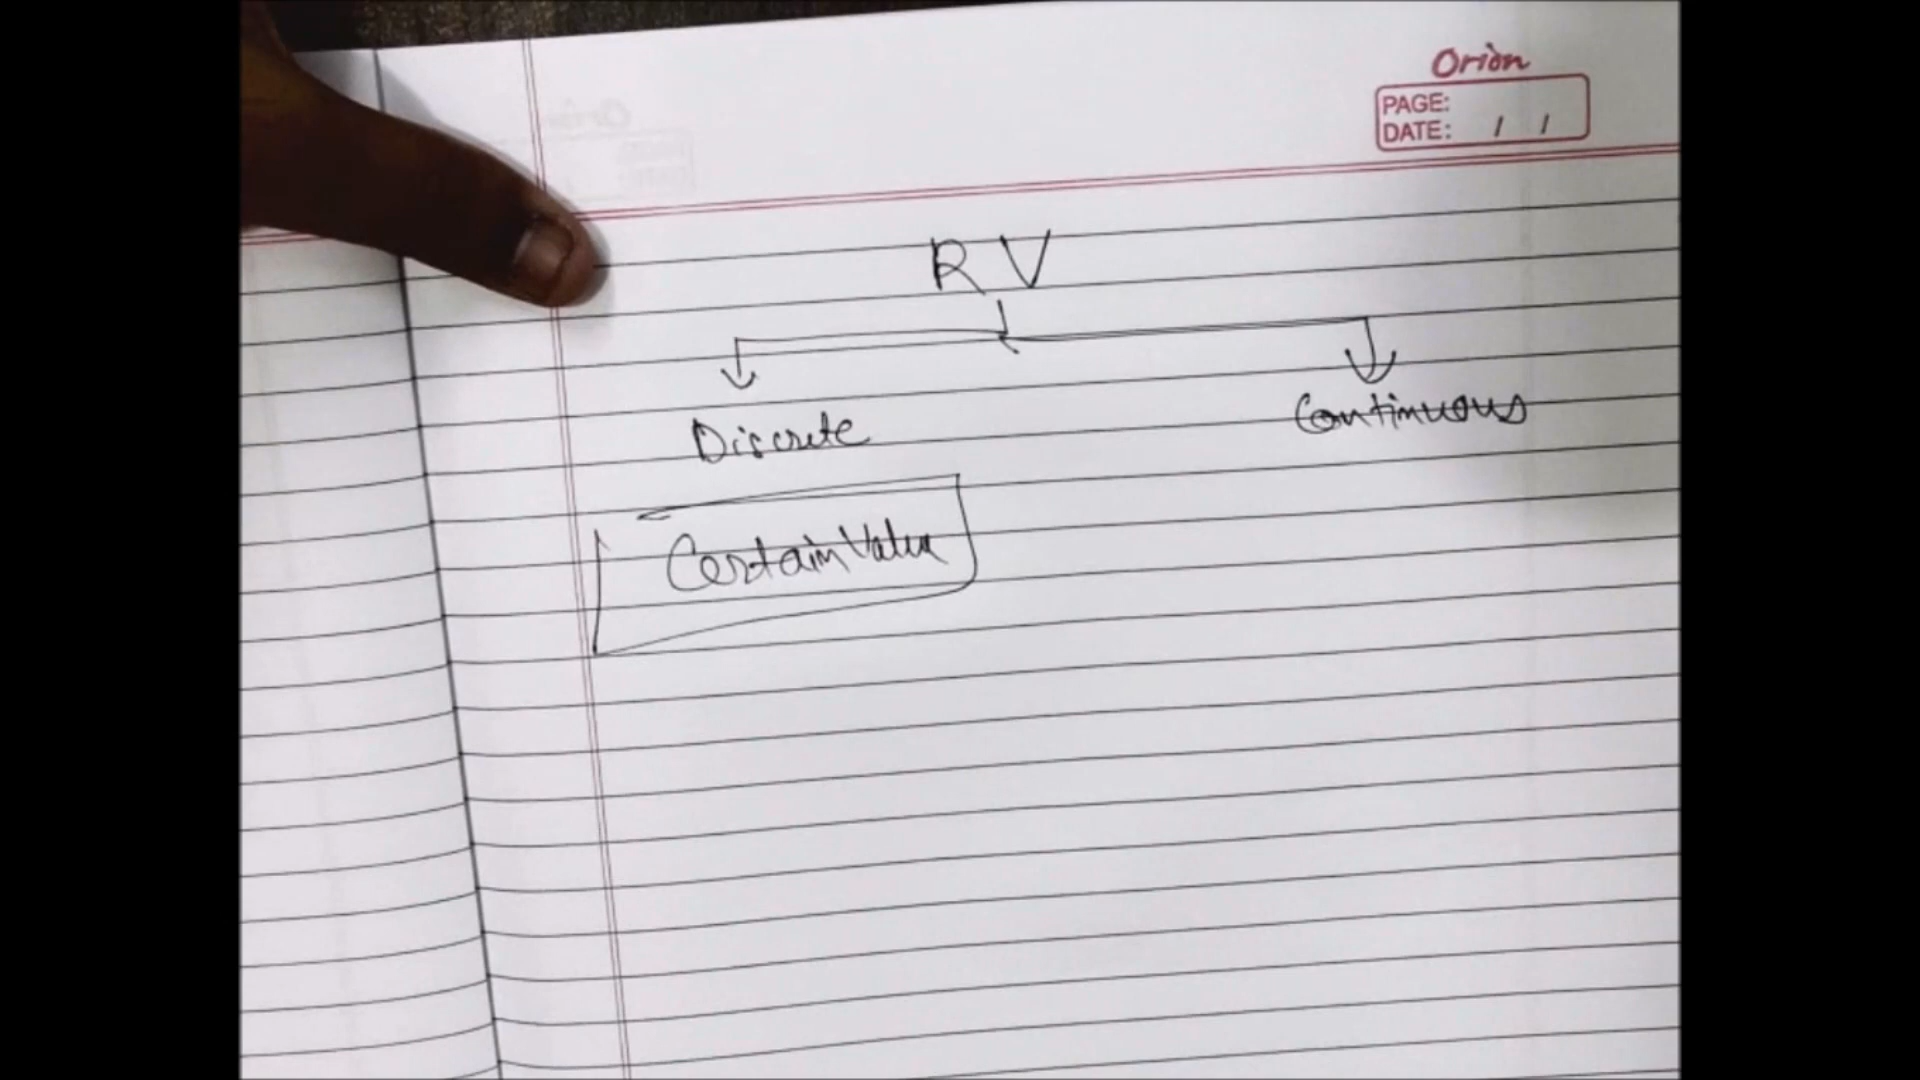 Orion
PAGE:
DATE: / /
RV
Discrete
Continuous
Certain Value